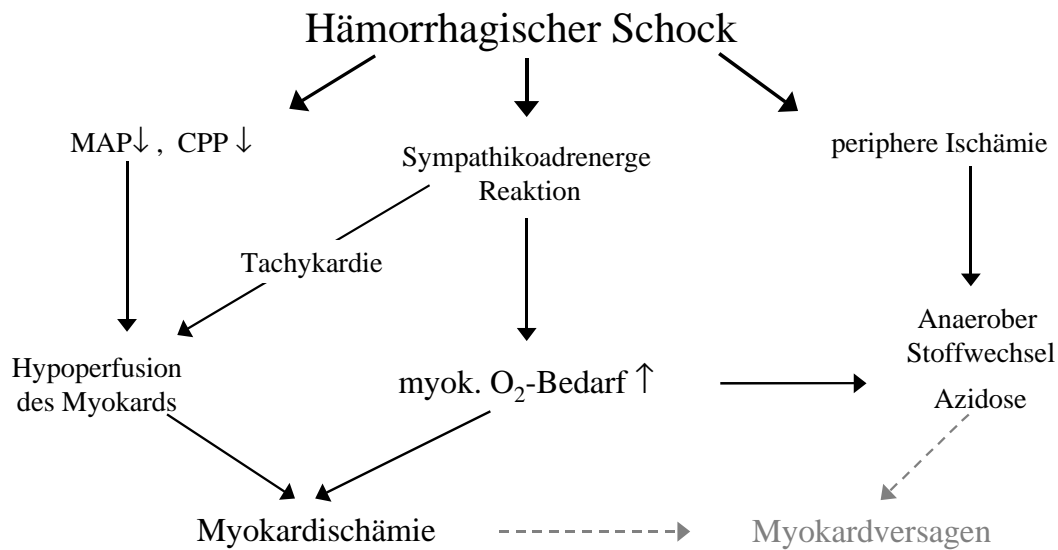 Hämorrhagischer Schock
MAP↓ , CPP ↓
Sympathikoadrenerge
Reaktion
periphere Ischämie
Tachykardie
Hypoperfusion
des Myokards
myok. O₂-Bedarf ↑
Anaerober
Stoffwechsel
Azidose
Myokardischämie
Myokardversagen